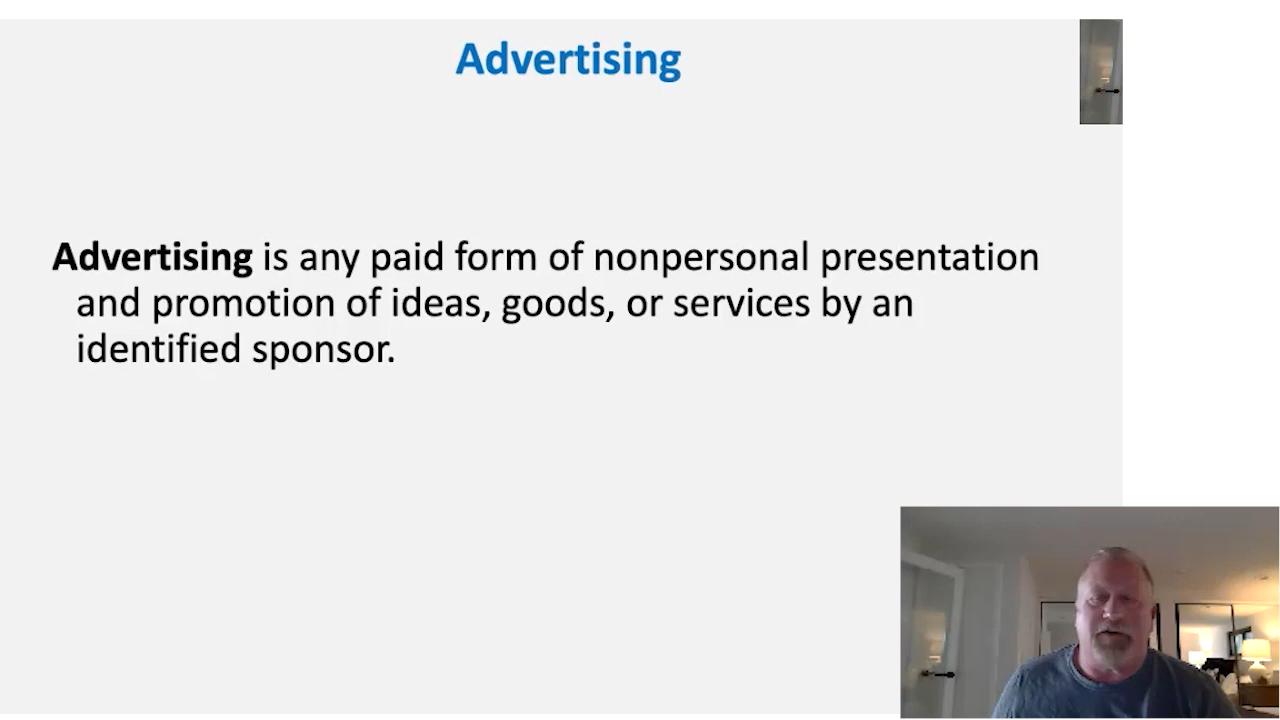 Advertising
Advertising is any paid form of nonpersonal presentation
and promotion of ideas, goods, or services by an
identified sponsor.